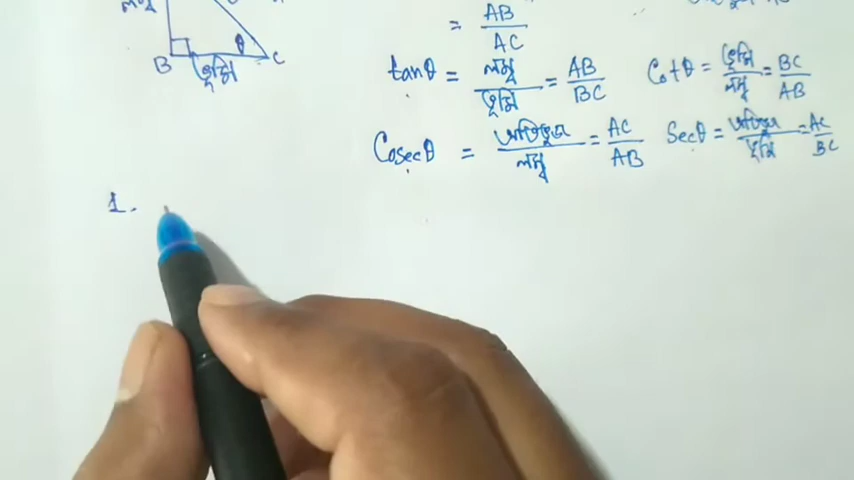 লম্ব
B ভূমি θ C
= AB/AC
tanθ = লম্ব/ভূমি = AB/BC
Cotθ = ভূমি/লম্ব = BC/AB
Cosecθ = অতিভুজ/লম্ব = AC/AB
Secθ = অতিভুজ/ভূমি = AC/BC
1.